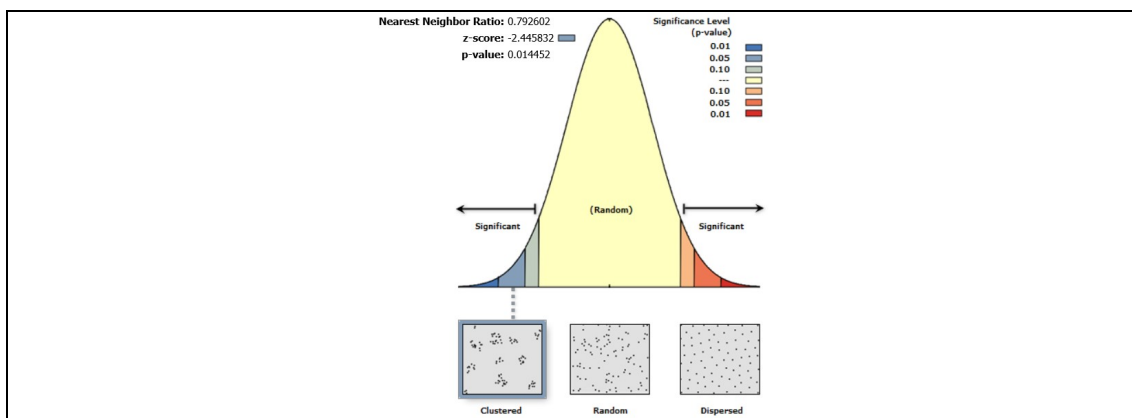 Nearest Neighbor Ratio: 0.792602
z-score: -2.445832
p-value: 0.014452
Significance Level
(p-value)
0.01
0.05
0.10
---
0.10
0.05
0.01
(Random)
Significant
Significant
Clustered
Random
Dispersed